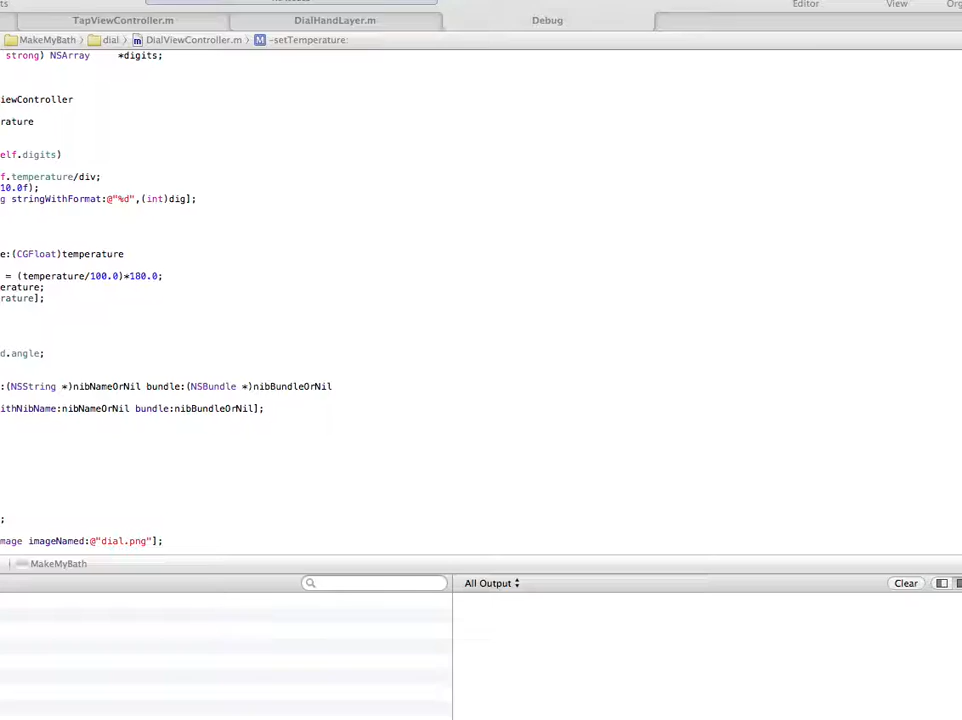 ts
Editor View Org
TapViewController.m DialHandLayer.m Debug
MakeMyBath dial DialViewController.m M -setTemperature:
strong) NSArray *digits;
iewController
rature
elf.digits)
f.temperature/div;
10.0f);
g stringWithFormat:@"%d",(int)dig];
e:(CGFloat)temperature
= (temperature/100.0)*180.0;
erature;
rature];
d.angle;
:(NSString *)nibNameOrNil bundle:(NSBundle *)nibBundleOrNil
ithNibName:nibNameOrNil bundle:nibBundleOrNil];
;
mage imageNamed:@"dial.png"];
MakeMyBath
All Output Clear